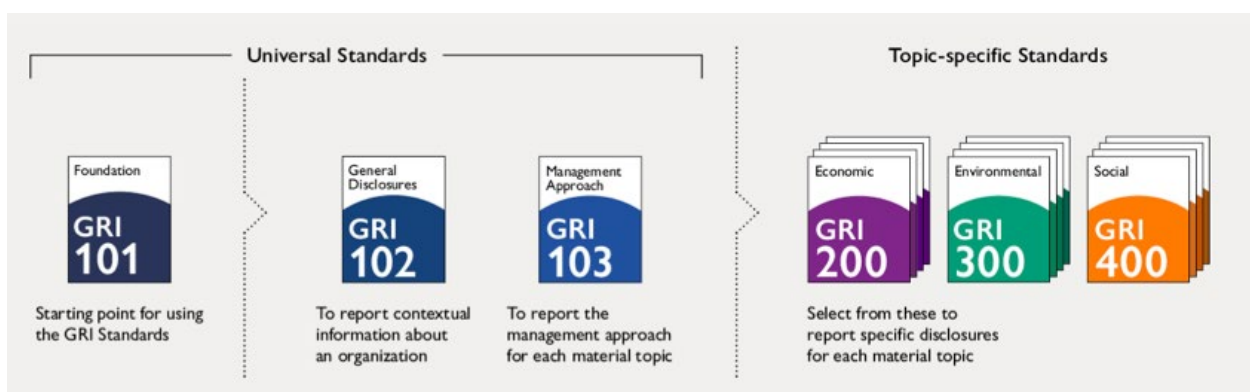 Universal Standards
Topic-specific Standards
Foundation
GRI
101
Starting point for using
the GRI Standards
General
Disclosures
GRI
102
To report contextual
information about
an organization
Management
Approach
GRI
103
To report the
management approach
for each material topic
Economic
GRI
200
Environmental
GRI
300
Social
GRI
400
Select from these to
report specific disclosures
for each material topic